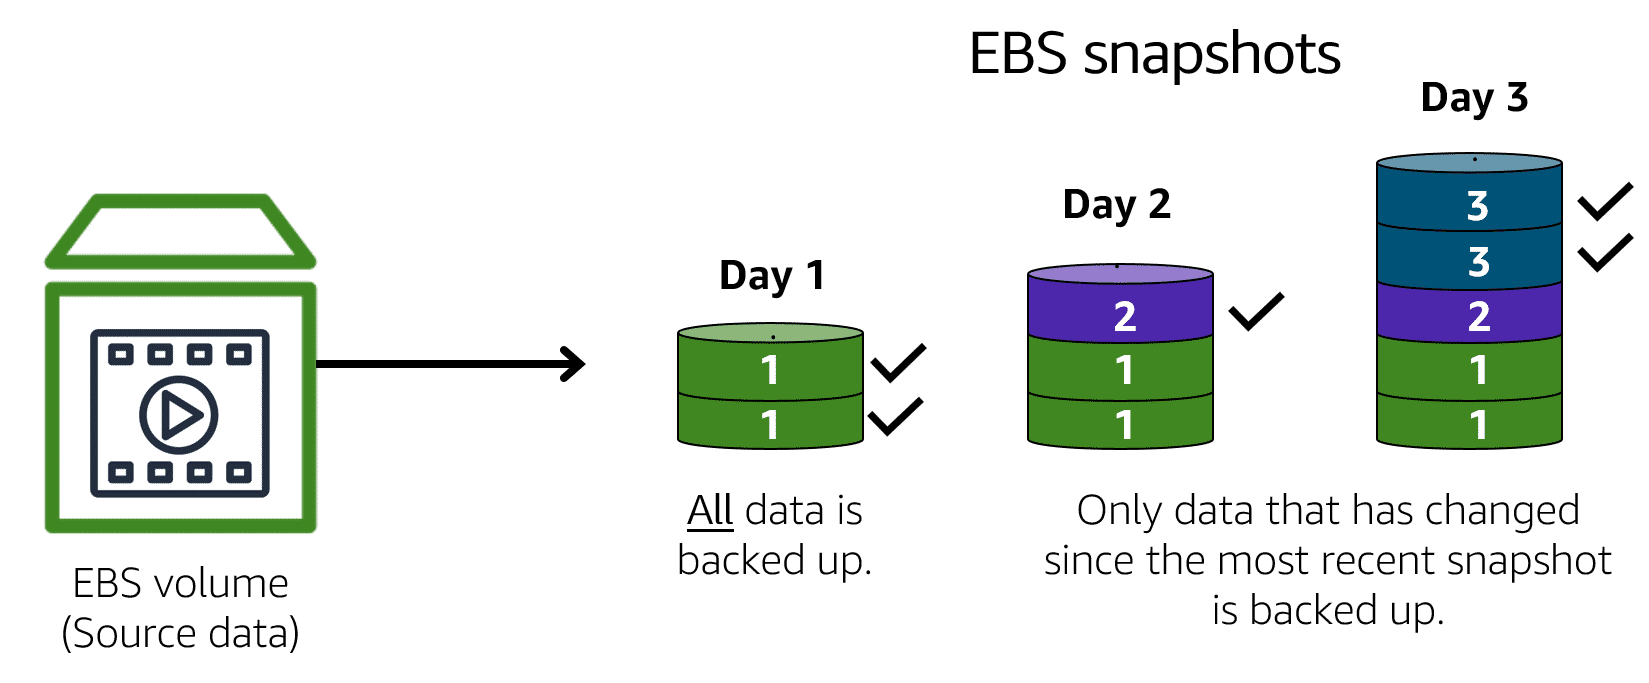 EBS snapshots
Day 1
Day 2
Day 3
1
1
2
1
1
3
3
2
1
1
All data is
backed up.
Only data that has changed
since the most recent snapshot
is backed up.
EBS volume
(Source data)